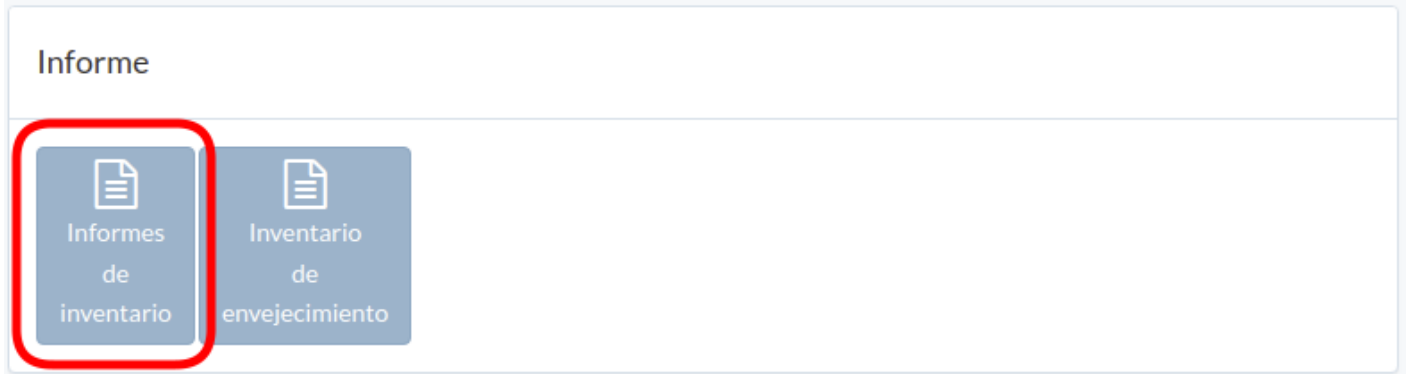 Informe
Informes
de
inventario
Inventario
de
envejecimiento